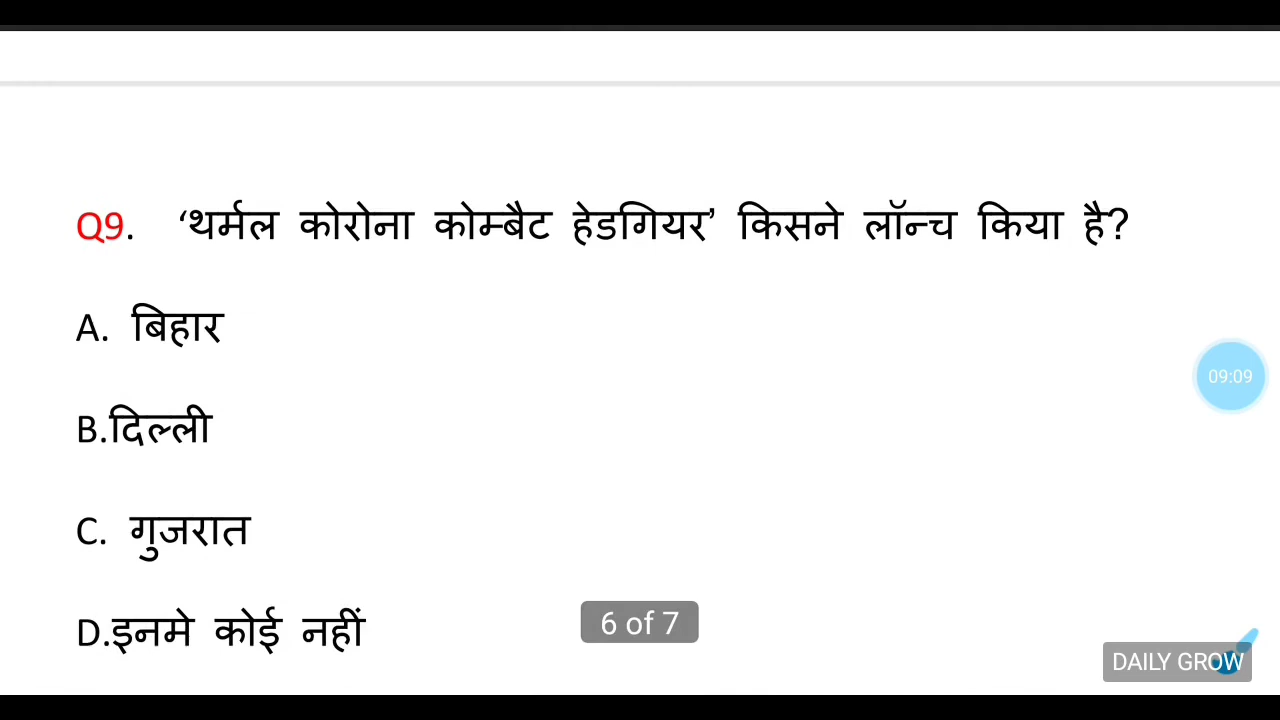 Q9. ‘थर्मल कोरोना कोम्बैट हेडगियर’ किसने लॉन्च किया है?
A. बिहार
09:09
B.दिल्ली
C. गुजरात
D.इनमे कोई नहीं
6 of 7
DAILY GROW